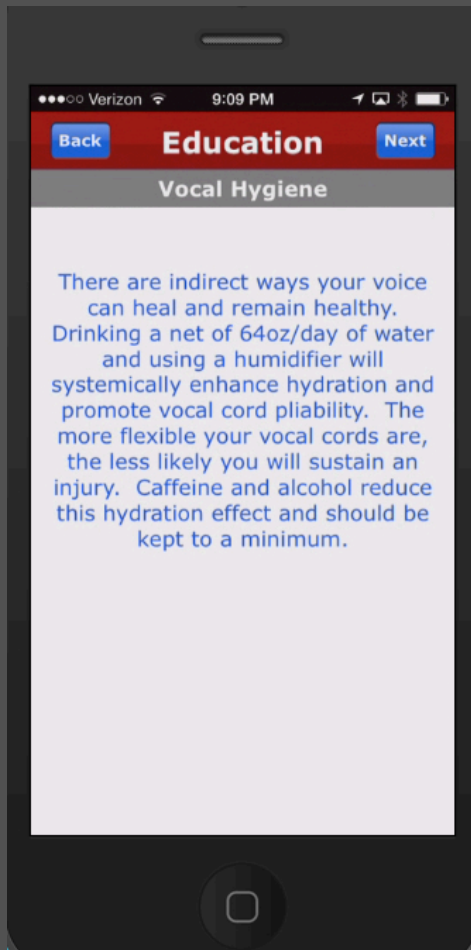 Verizon 9:09 PM
Back Education Next
Vocal Hygiene
There are indirect ways your voice
can heal and remain healthy.
Drinking a net of 64oz/day of water
and using a humidifier will
systemically enhance hydration and
promote vocal cord pliability.  The
more flexible your vocal cords are,
the less likely you will sustain an
injury.  Caffeine and alcohol reduce
this hydration effect and should be
kept to a minimum.